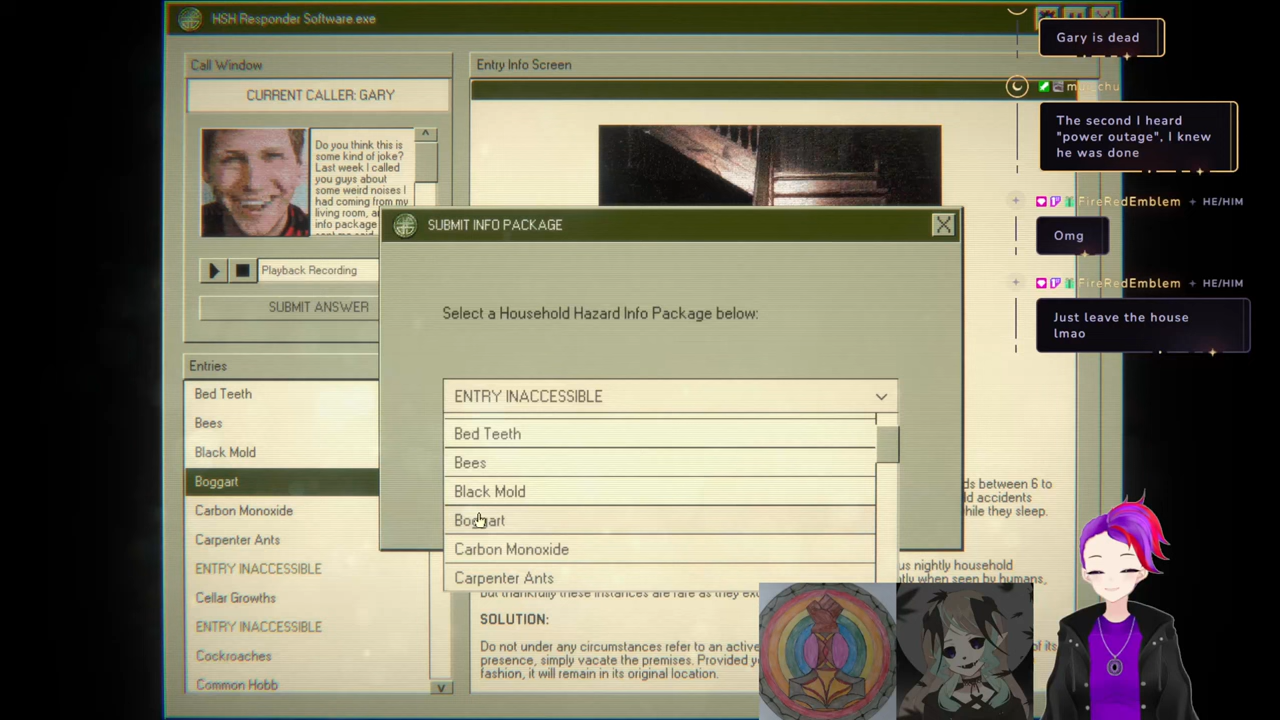 HSH Responder Software.exe
Call Window
CURRENT CALLER: GARY
Do you think this is
some kind of joke?
Last week I called
you guys about
some weird noises I
had coming from my
living room, an
info package
Playback Recording
SUBMIT ANSWER
Entries
Bed Teeth
Bees
Black Mold
Boggart
Carbon Monoxide
Carpenter Ants
ENTRY INACCESSIBLE
Cellar Growths
ENTRY INACCESSIBLE
Cockroaches
Common Hobb
Entry Info Screen
SUBMIT INFO PACKAGE
Select a Household Hazard Info Package below:
ENTRY INACCESSIBLE
Bed Teeth
Bees
Black Mold
Boggart
Carbon Monoxide
Carpenter Ants
ds between 6 to
ld accidents
while they sleep.
us nightly household
ntly when seen by humans,
but thankfully these instances are rare as they
SOLUTION:
Do not under any circumstances refer to an active
of its
presence, simply vacate the premises. Provided
fashion, it will remain in its original location.
Gary is dead
The second I heard
"power outage", I knew
he was done
FireRedEmblem + HE/HIM
Omg
FireRedEmblem + HE/HIM
Just leave the house
lmao